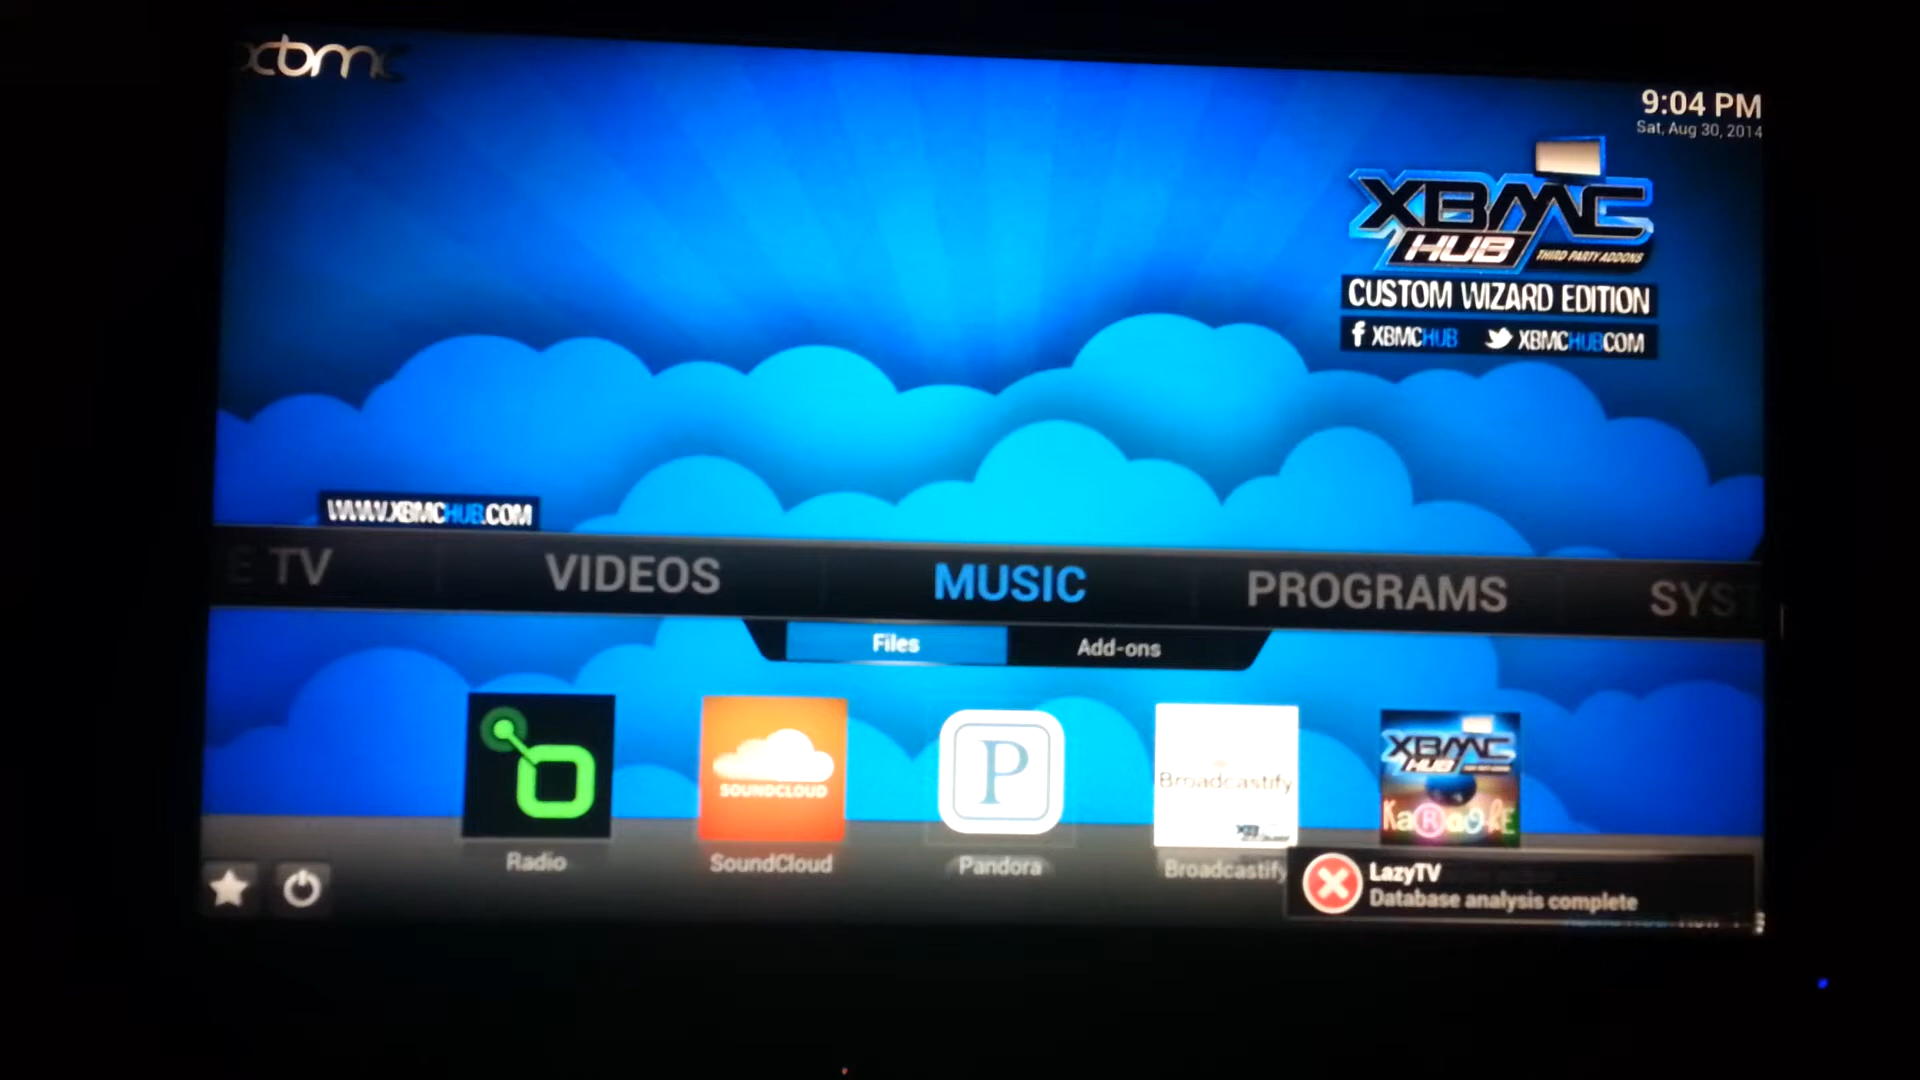 xbmc
9:04 PM
Sat, Aug 30, 2014
XBMC
HUB THIRD PARTY ADDONS
CUSTOM WIZARD EDITION
f XBMCHUB XBMCHUBCOM
WWW.XBMCHUB.COM
E TV VIDEOS MUSIC PROGRAMS SYST
Files Add-ons
SOUNDCLOUD
P
Broadcastify
XBMC
HUB
KaRaOKE
Radio SoundCloud Pandora Broadcastify
LazyTV
Database analysis complete